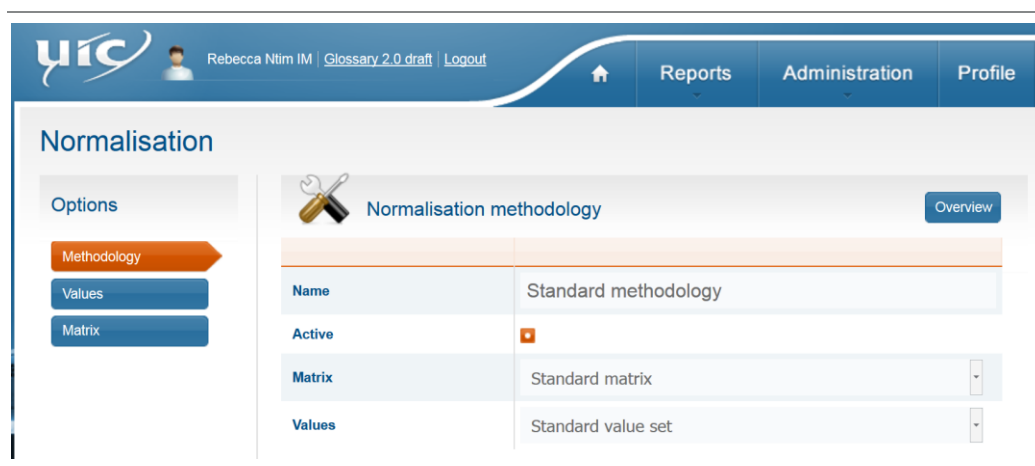 uic
Rebecca Ntim IM | Glossary 2.0 draft | Logout
Reports
Administration
Profile
Normalisation
Options
Normalisation methodology
Overview
Methodology
Values
Matrix
Name
Standard methodology
Active
Matrix
Standard matrix
Values
Standard value set